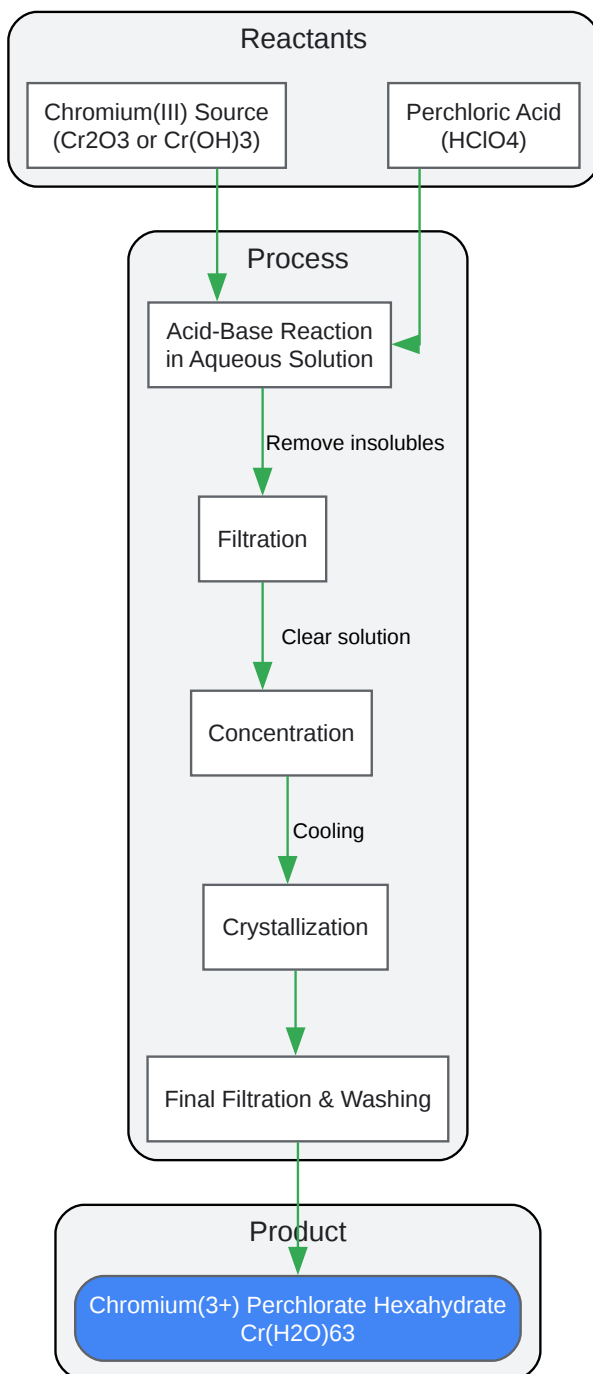 Reactants
Chromium(III) Source
(Cr2O3 or Cr(OH)3)
Perchloric Acid
(HClO4)
Process
Acid-Base Reaction
in Aqueous Solution
Remove insolubles
Filtration
Clear solution
Concentration
Cooling
Crystallization
Final Filtration & Washing
Product
Chromium(3+) Perchlorate Hexahydrate
Cr(H2O)63